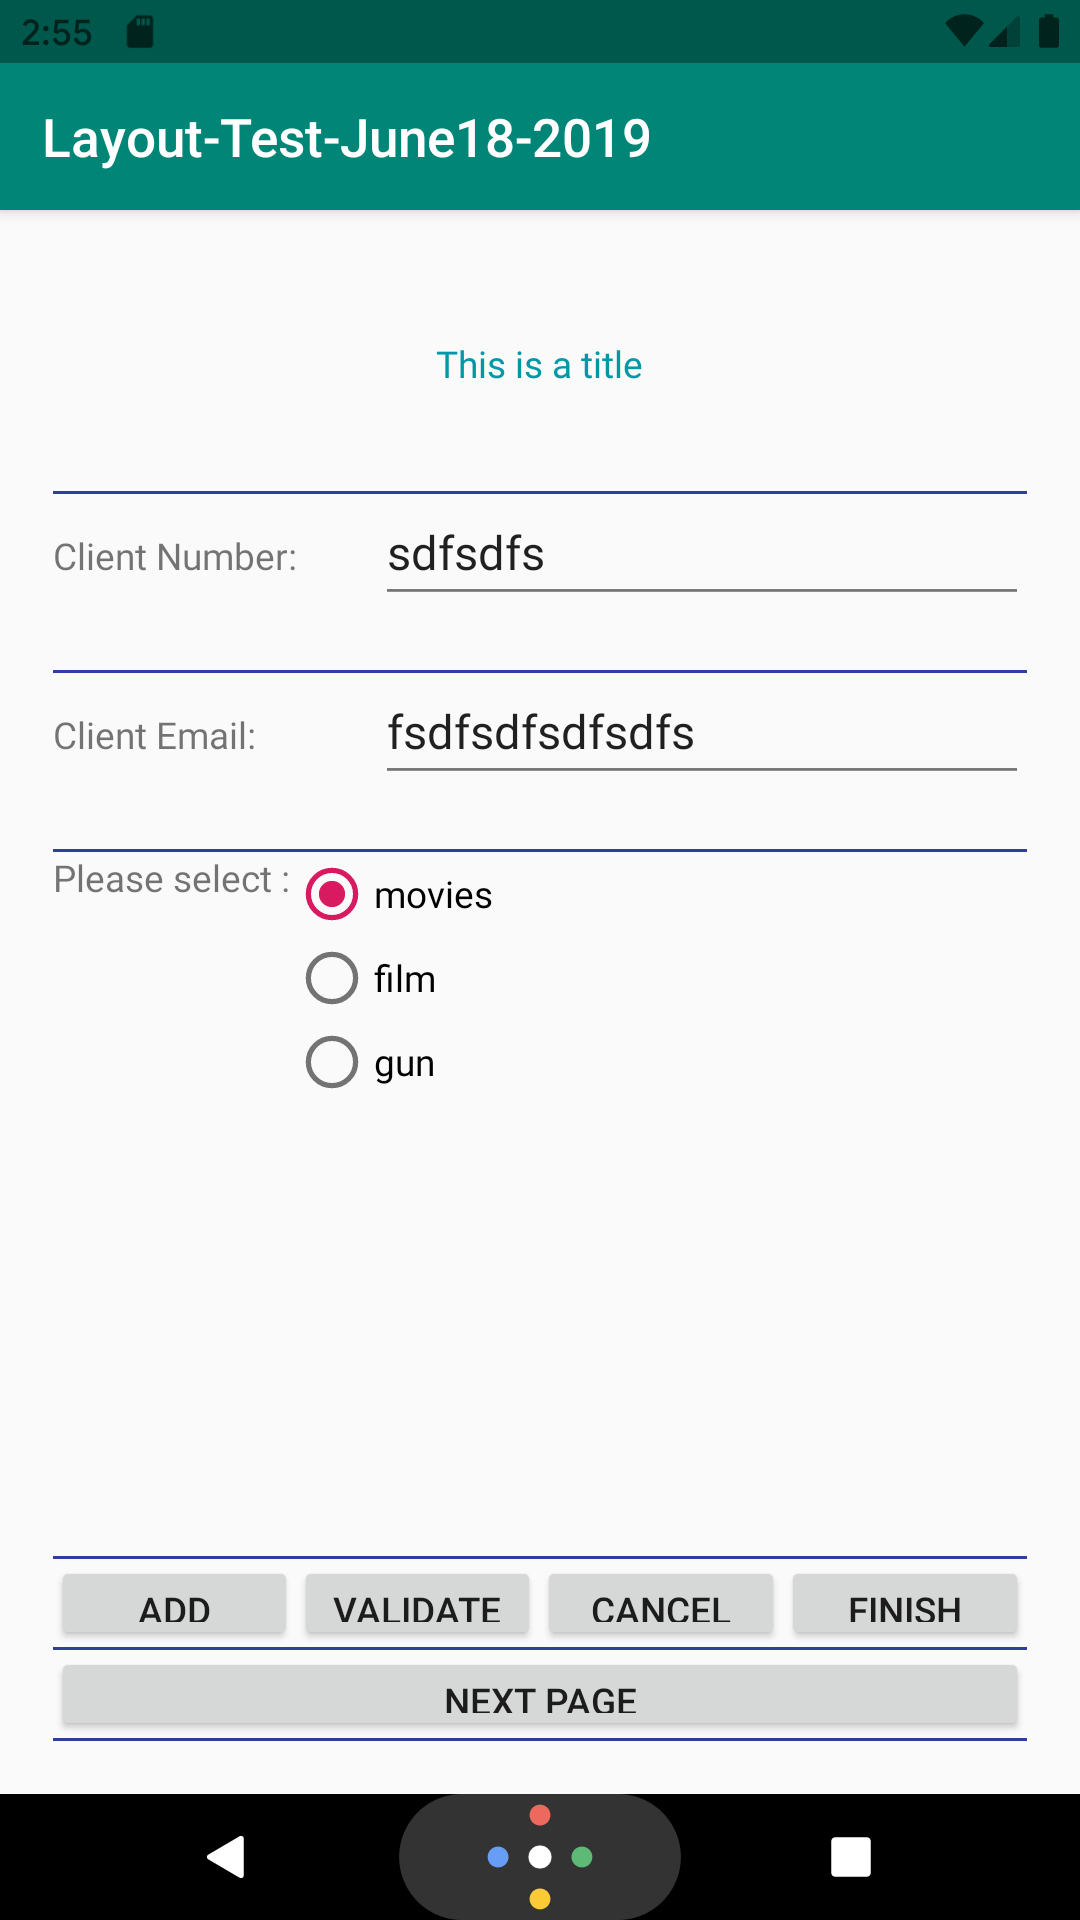 2:55
Layout-Test-June18-2019
This is a title
Client Number: sdfsdfs
Client Email: fsdfsdfsdfsdfs
Please select : movies
film
gun
ADD VALIDATE CANCEL FINISH
NEXT PAGE